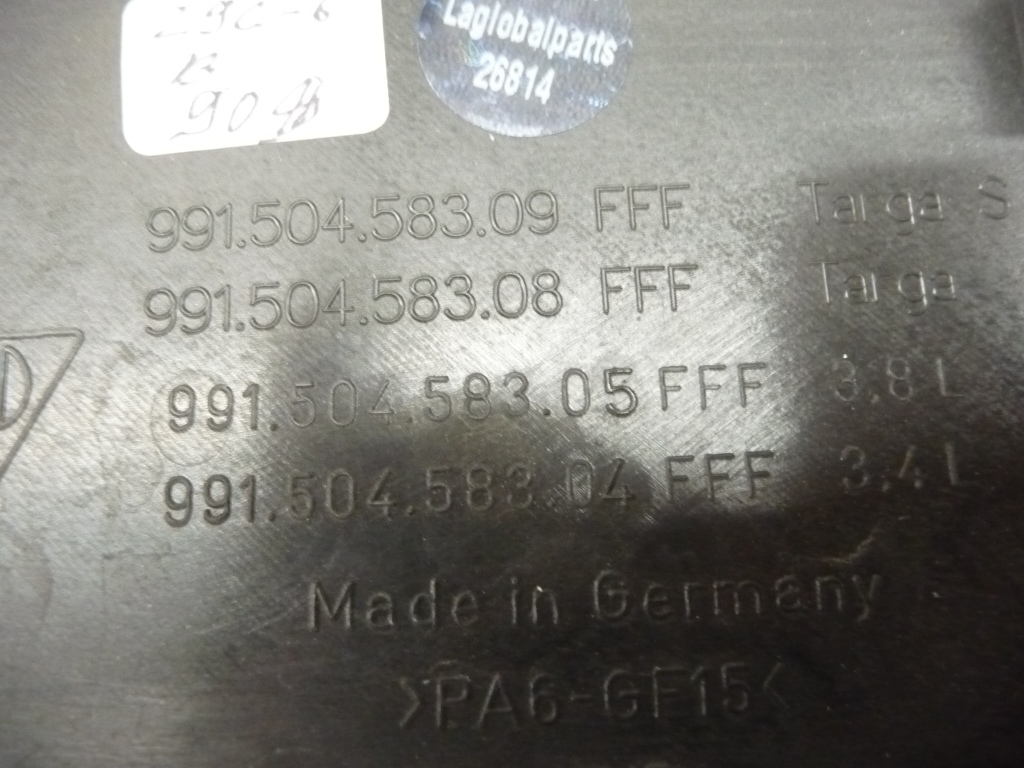 Laglobalparts
26814
991.504.583.09 FFF Targa S
991.504.583.08 FFF Targa
991.504.583.05 FFF 3.8 L
991.504.583.04 FFF 3.4 L
Made in Germany
>PA6-GF15<